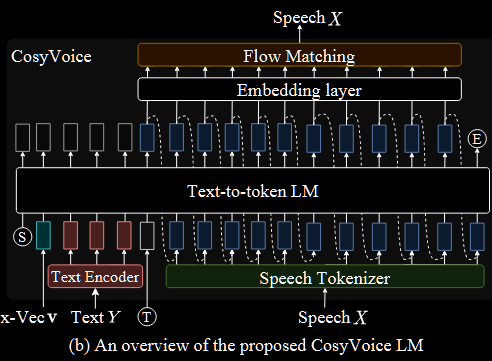 Speech X
CosyVoice
Flow Matching
Embedding layer
E
Text-to-token LM
S
Text Encoder
Speech Tokenizer
x-Vec v
Text Y
T
Speech X
(b) An overview of the proposed CosyVoice LM